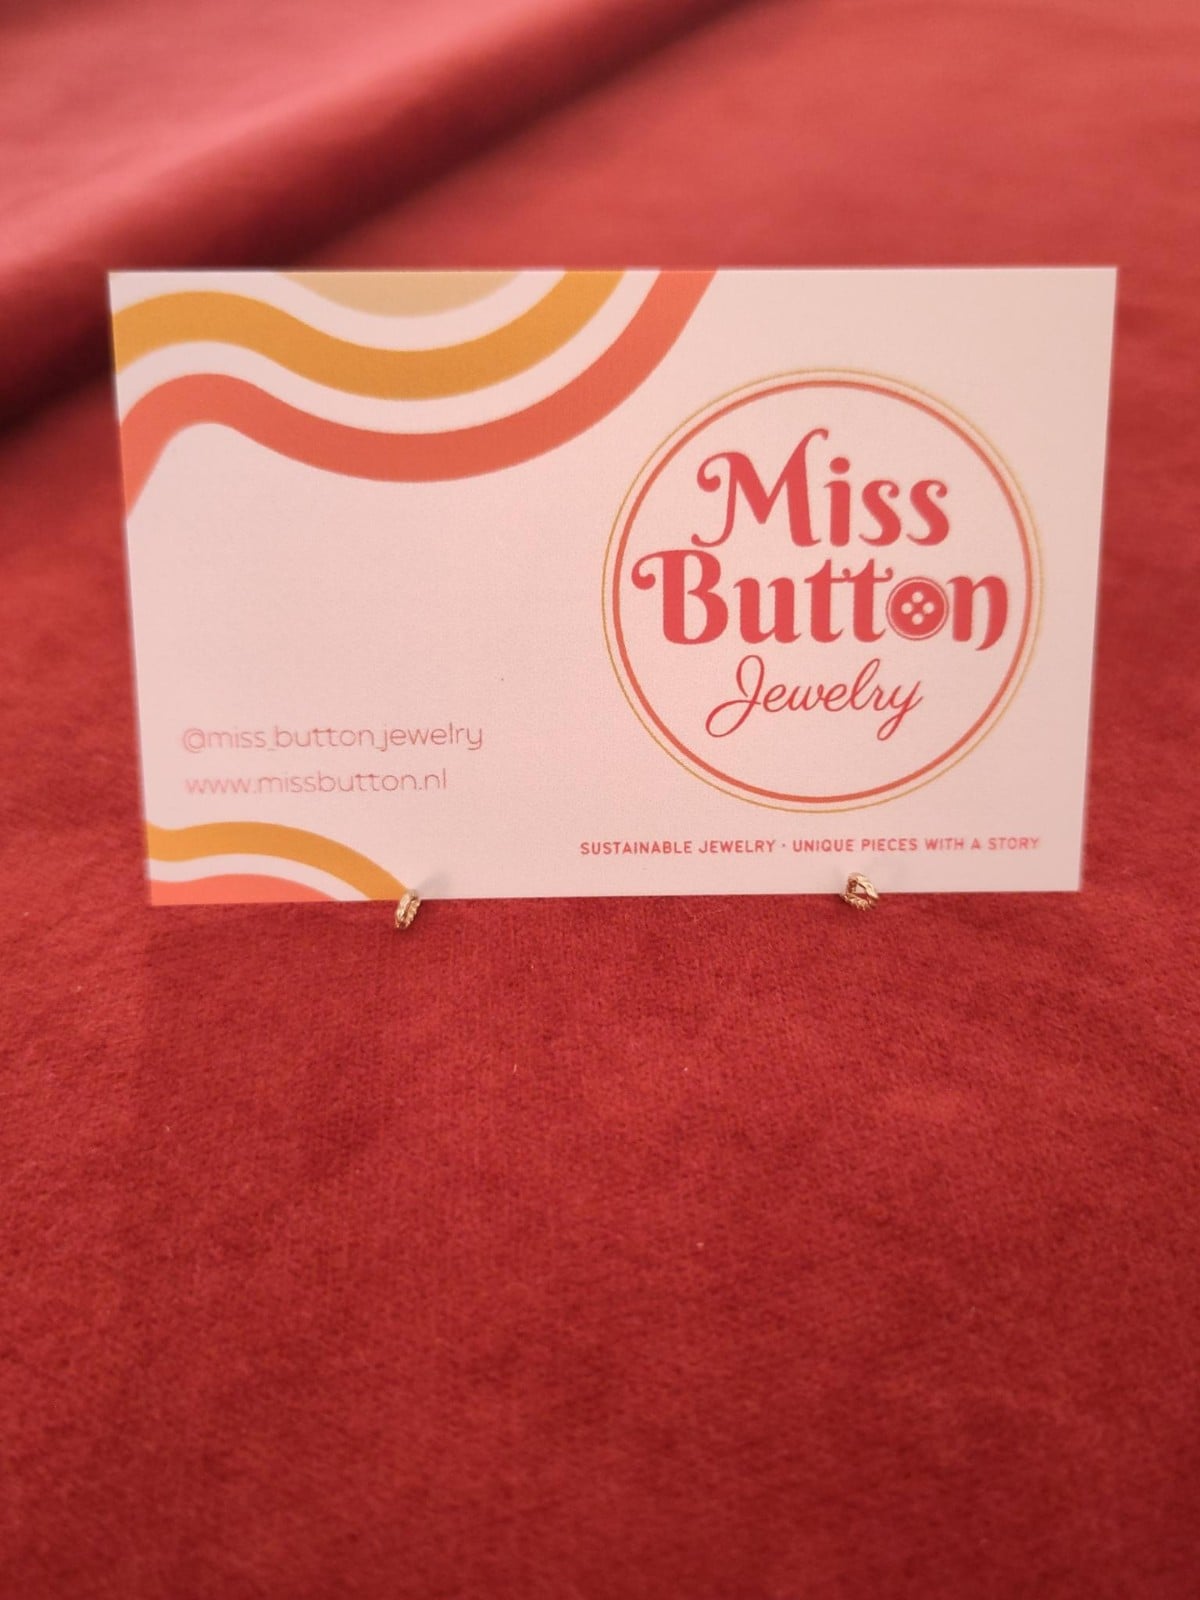 Miss
Button
Jewelry
@miss_button_jewelry
www.missbutton.nl
SUSTAINABLE JEWELRY • UNIQUE PIECES WITH A STORY